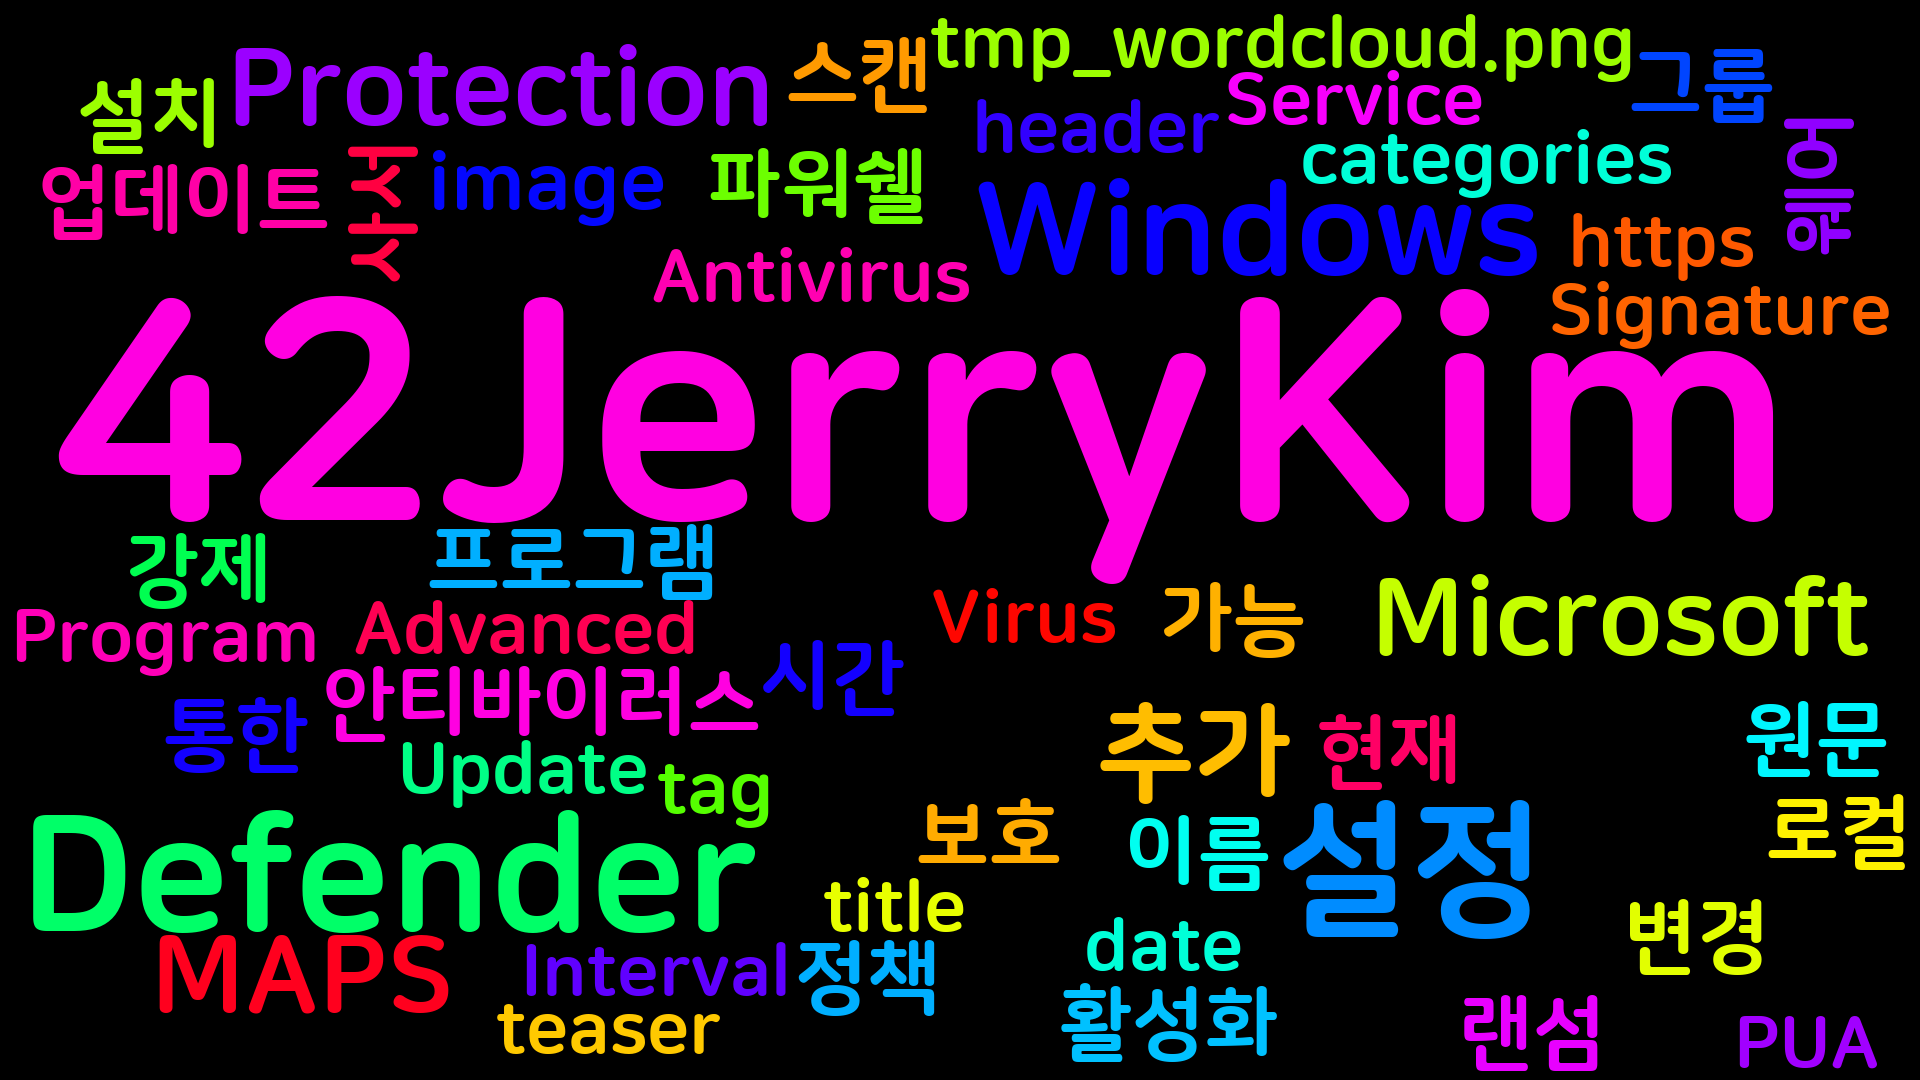 tmp_wordcloud.png
Protection
스캔
그룹
설치
Service
header
categories
웨어
업데이트
숫자
image
파워쉘
Windows
https
Antivirus
Signature
42JerryKim
강제
프로그램
Virus
가능
Microsoft
Program
Advanced
시간
안티바이러스
통한
추가
현재
원문
Update
tag
Defender
보호
이름
설정
로컬
title
변경
MAPS
Interval
정책
date
teaser
활성화
랜섬
PUA